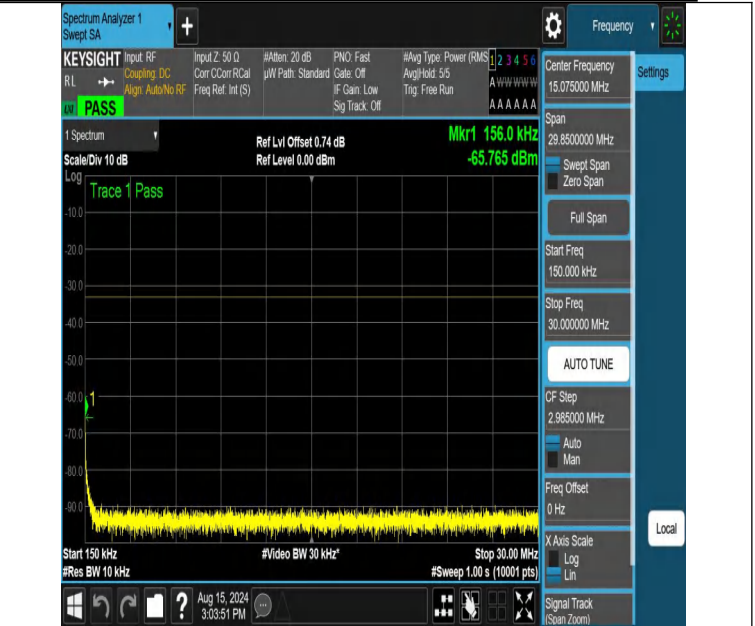 Spectrum Analyzer 1
Swept SA
+
Frequency
KEYSIGHT
RL
PASS
Input: RF
Coupling: DC
Align: Auto/No RF
Input Z: 50 Ω
Corr CCorr RCal
Freq Ref: Int (S)
#Atten: 20 dB
µW Path: Standard
PNO: Fast
Gate: Off
IF Gain: Low
Sig Track: Off
#Avg Type: Power (RMS
Avg|Hold: 5/5
Trig: Free Run
1 2 3 4 5 6
A W W W W W
A A A A A A
1 Spectrum
Scale/Div 10 dB
Ref Lvl Offset 0.74 dB
Ref Level 0.00 dBm
Mkr1 156.0 kHz
-65.765 dBm
Log
Trace 1 Pass
-10.0
-20.0
-30.0
-40.0
-50.0
-60.0
-70.0
-80.0
-90.0
1
Start 150 kHz
#Res BW 10 kHz
#Video BW 30 kHz*
Stop 30.00 MHz
#Sweep 1.00 s (10001 pts)
Aug 15, 2024
3:03:51 PM
Center Frequency
15.075000 MHz
Span
29.8500000 MHz
Swept Span
Zero Span
Full Span
Start Freq
150.000 kHz
Stop Freq
30.000000 MHz
AUTO TUNE
CF Step
2.985000 MHz
Auto
Man
Freq Offset
0 Hz
X Axis Scale
Log
Lin
Signal Track
(Span Zoom)
Settings
Local